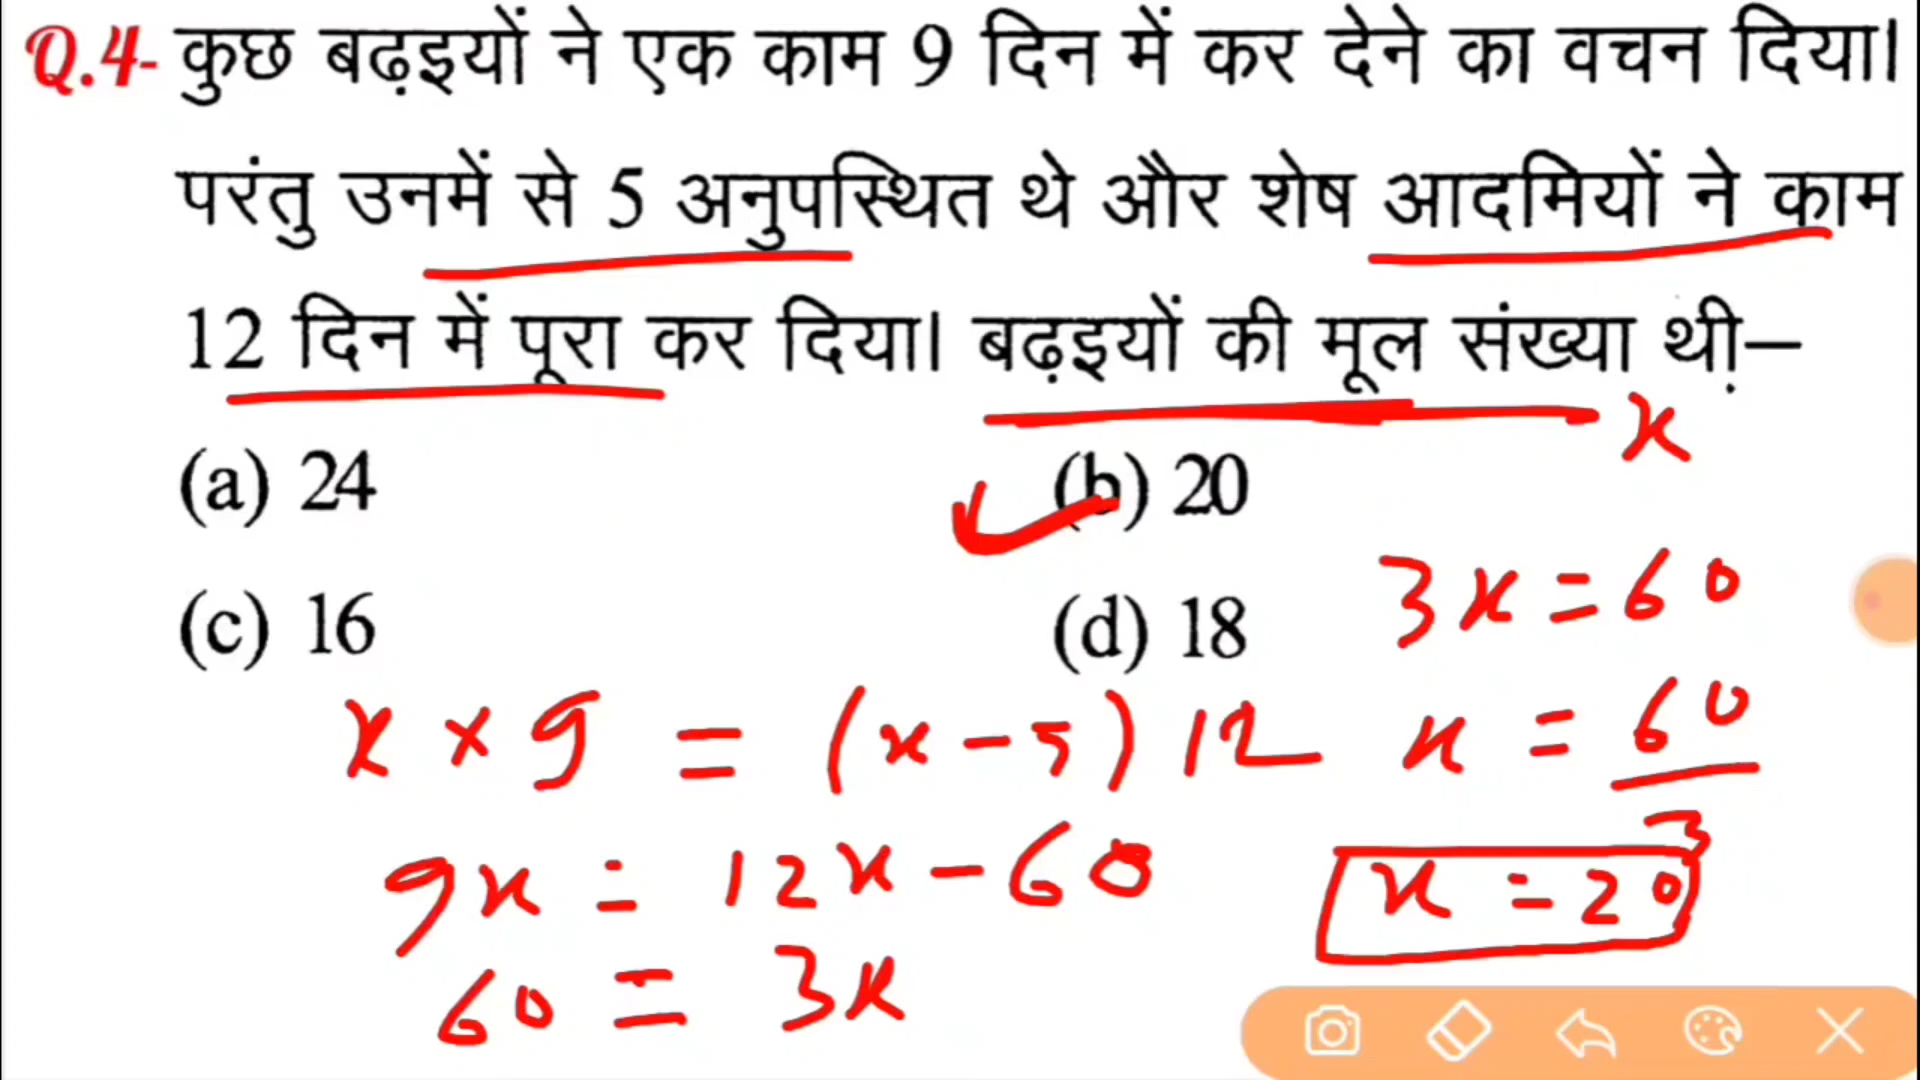 Q.4- कुछ बढ़इयों ने एक काम 9 दिन में कर देने का वचन दिया।
परंतु उनमें से 5 अनुपस्थित थे और शेष आदमियों ने काम
12 दिन में पूरा कर दिया। बढ़इयों की मूल संख्या थी–
x
(a) 24 (b) 20
(c) 16 (d) 18
3x = 60
x × 9 = (x - 5) 12
x = 60
3
9x = 12x - 60
x = 20
60 = 3x